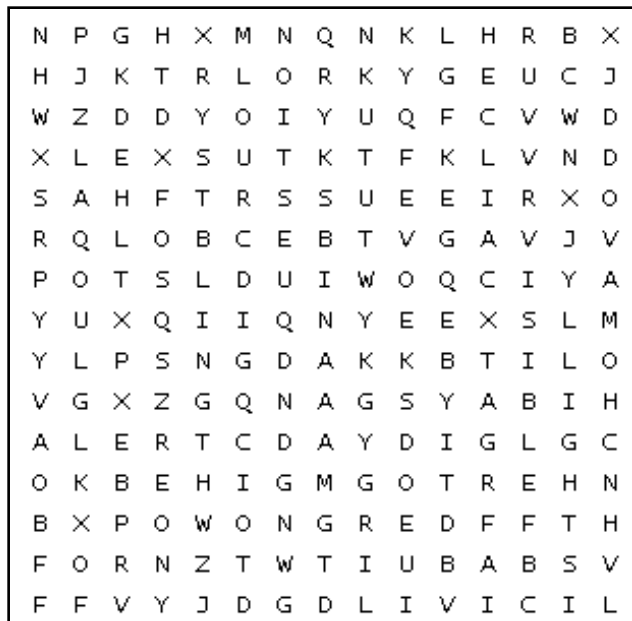 N P G H X M N Q N K L H R B X
H J K T R L O R K Y G E U C J
W Z D D Y O I Y U Q F C V W D
X L E X S U T K T F K L V N D
S A H F T R S S U E E I R X O
R Q L O B C E B T V G A V J V
P O T S L D U I W O Q C I Y A
Y U X Q I I Q N Y E E X S L M
Y L P S N G D A K K B T I L O
V G X Z G Q N A G S Y A B I H
A L E R T C D A Y D I G L G C
O K B E H I G M G O T R E H N
B X P O W O N G R E D F F T H
F O R N Z T W T I U B A B S V
F F V Y J D G D L I V I C I L